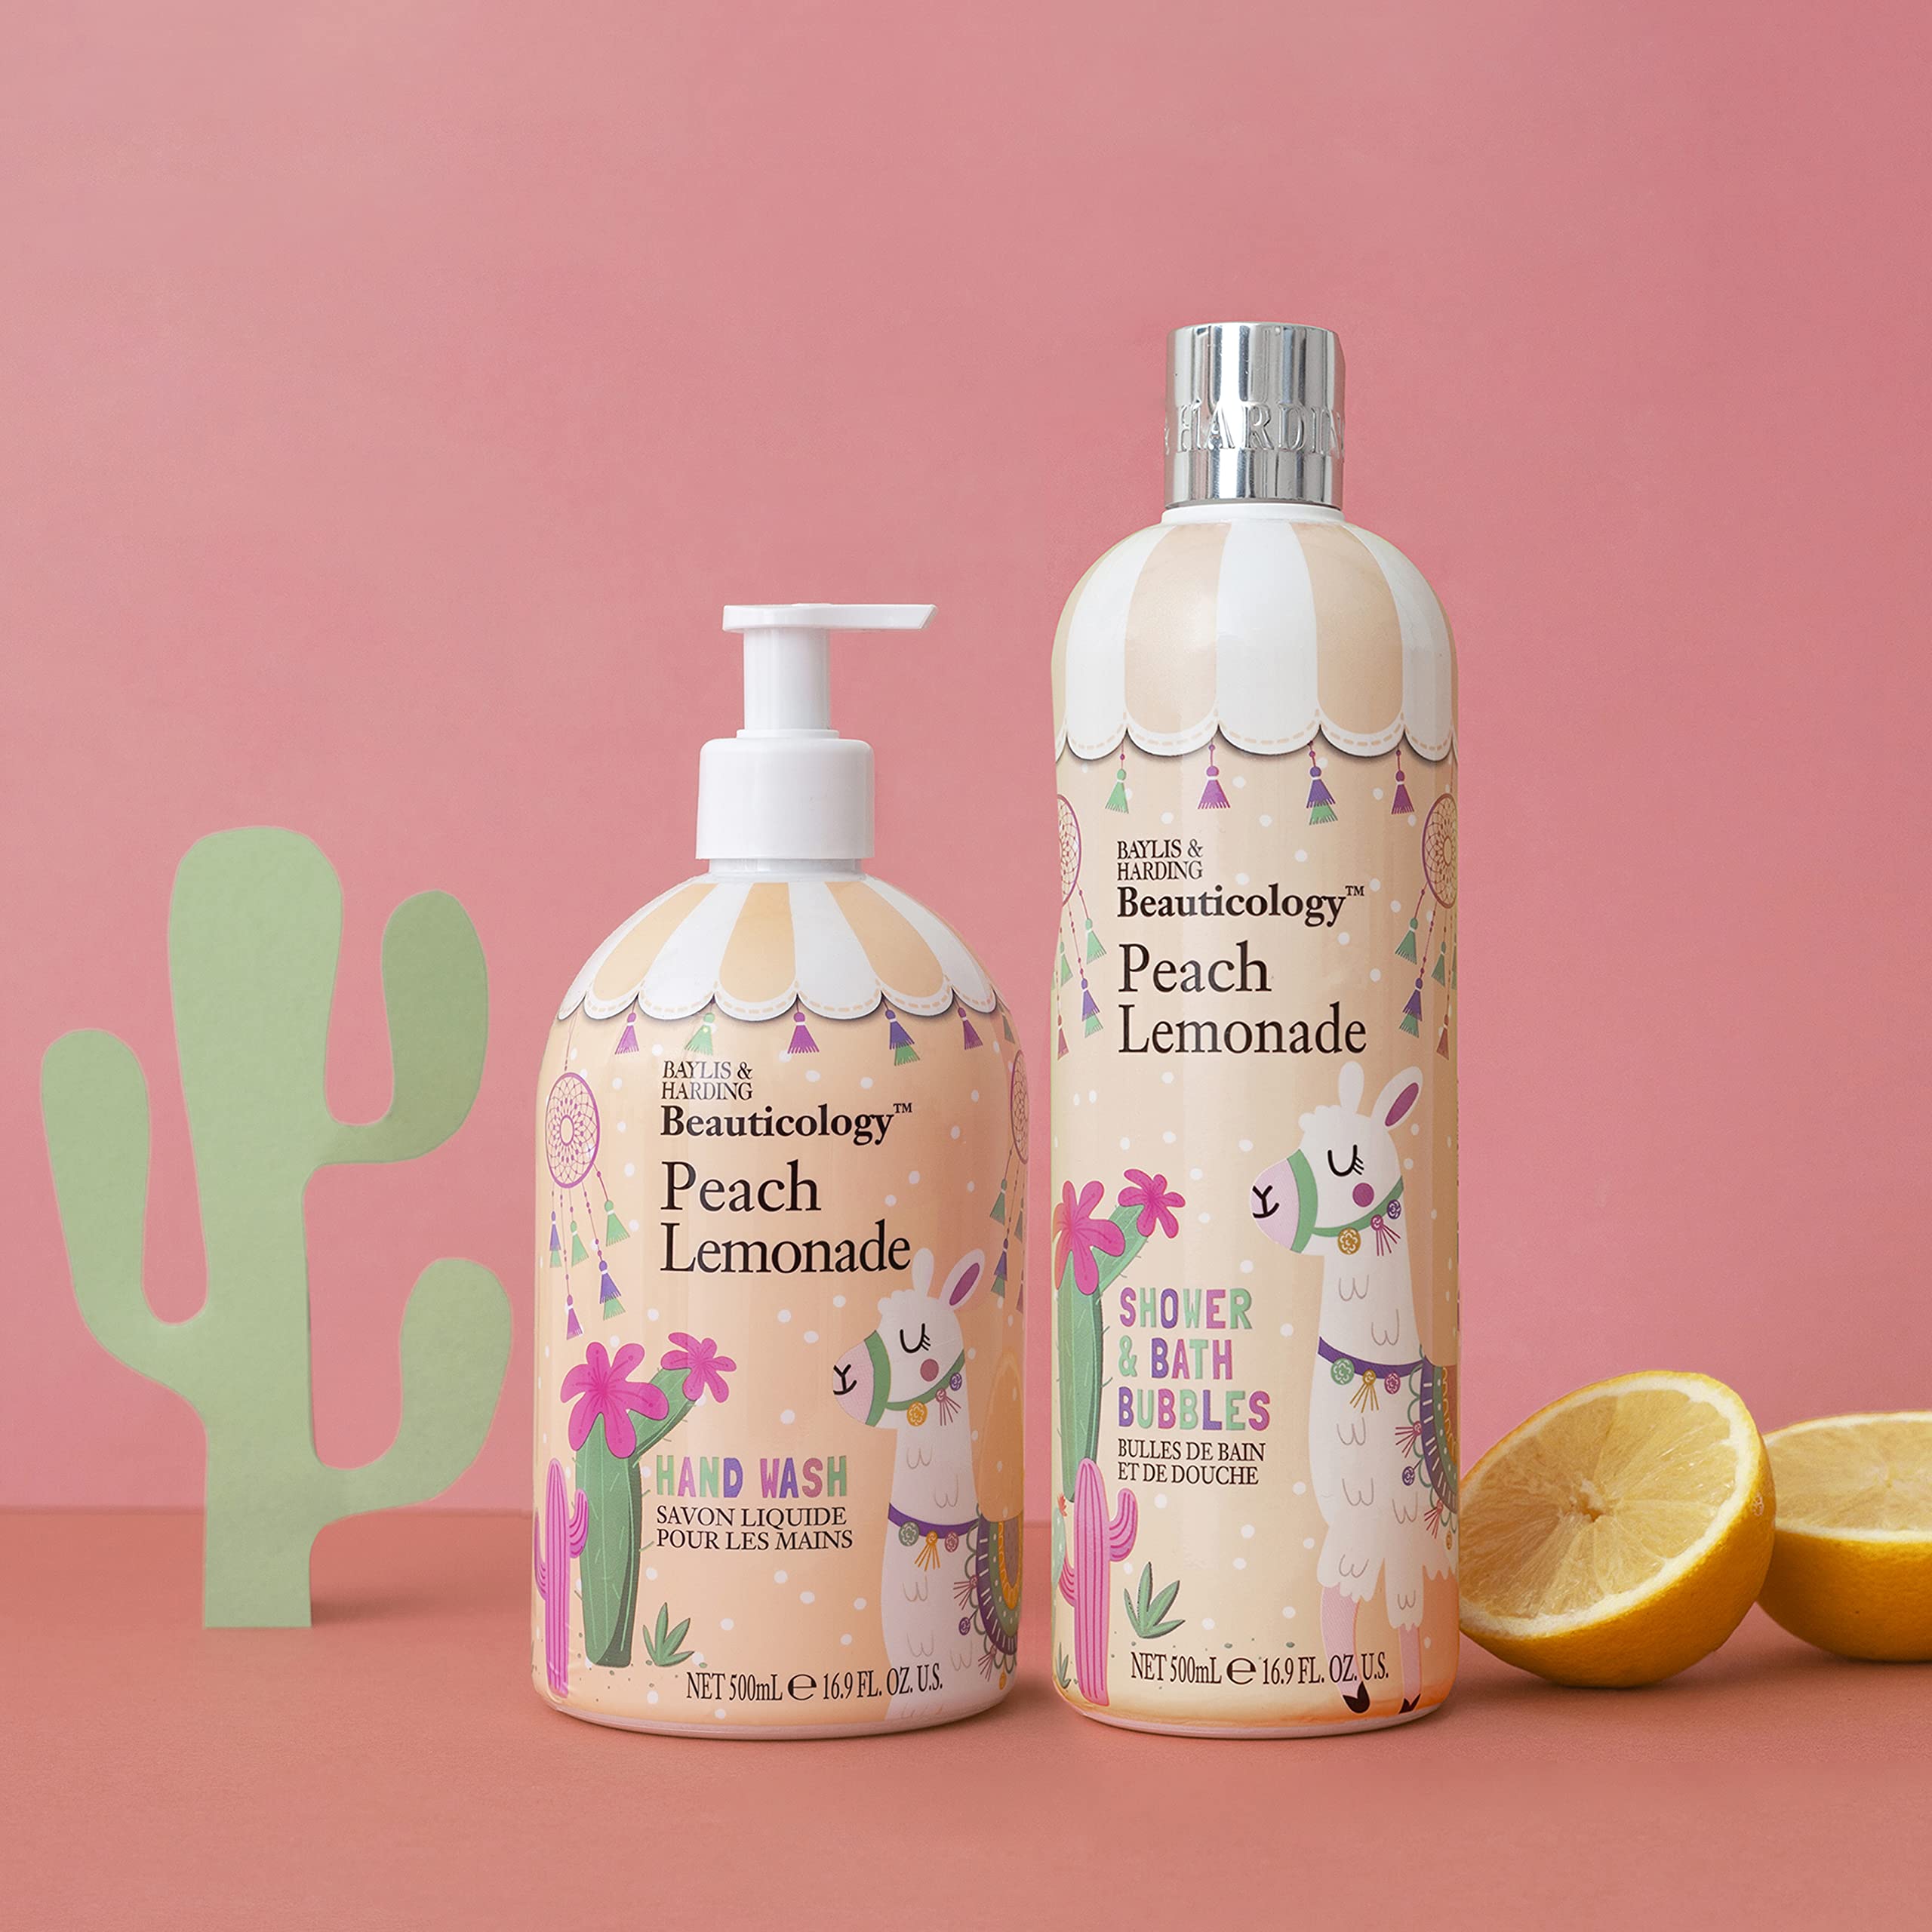 BAYLIS &
HARDING
Beauticology™
Peach
Lemonade
HAND WASH
SAVON LIQUIDE
POUR LES MAINS
NET 500mL ℮ 16.9 FL. OZ. U.S.
& HARDIN
BAYLIS &
HARDING
Beauticology™
Peach
Lemonade
SHOWER
& BATH
BUBBLES
BULLES DE BAIN
ET DE DOUCHE
NET 500mL ℮ 16.9 FL. OZ. U.S.